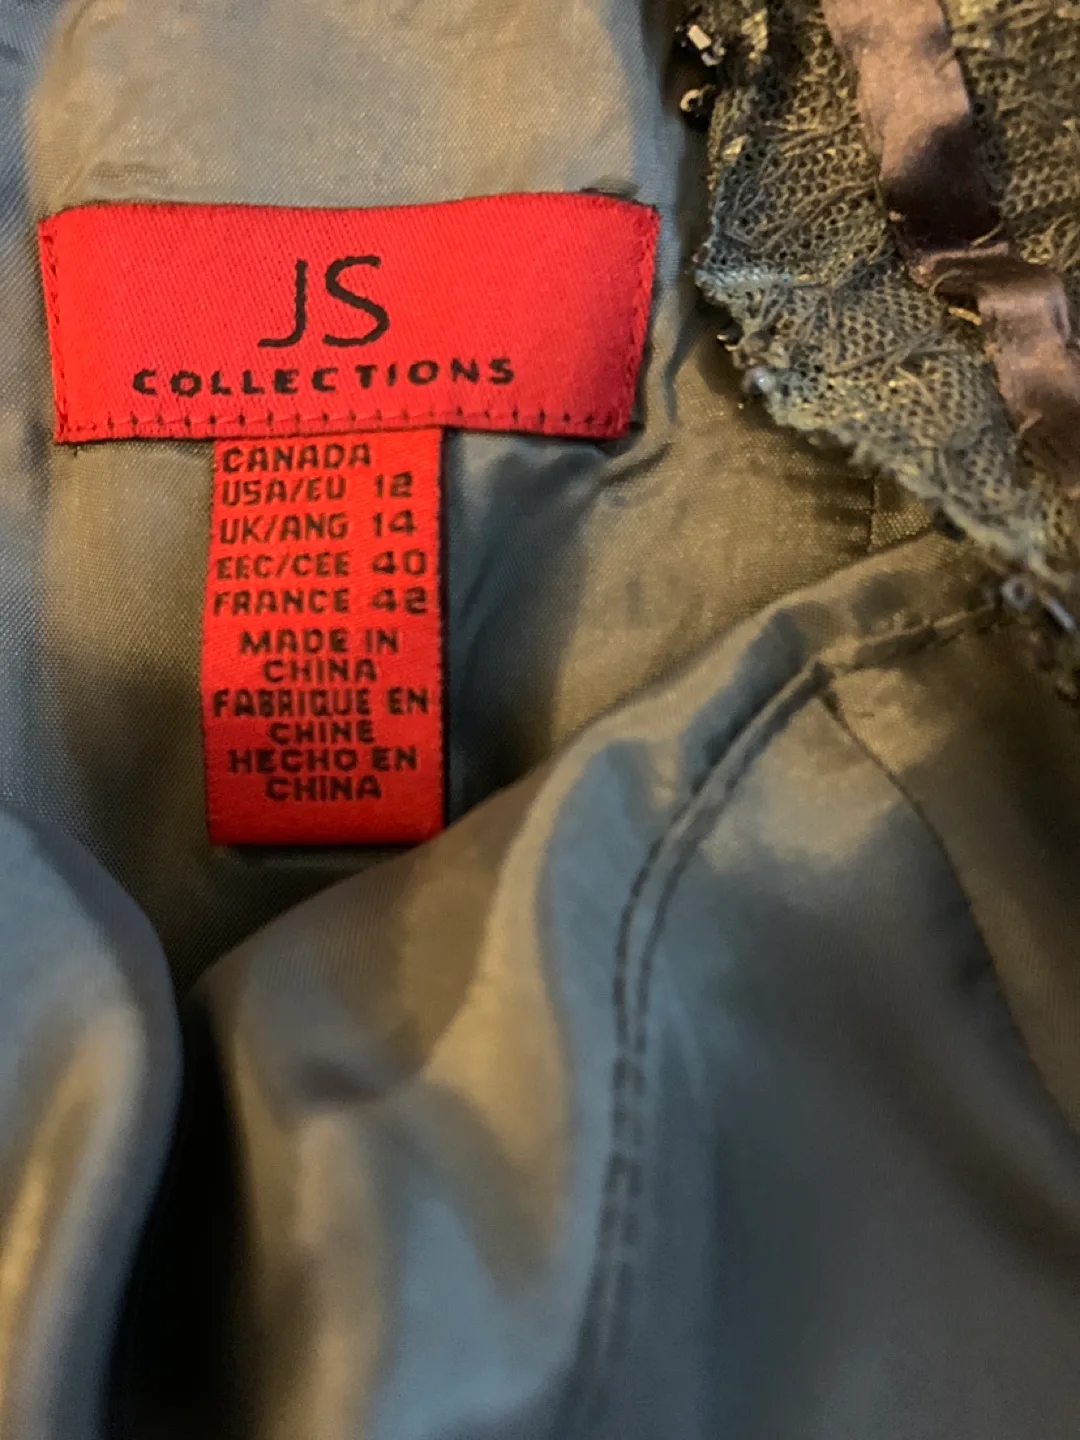 JS
COLLECTIONS
CANADA
USA/EU 12
UK/ANG 14
EEC/CEE 40
FRANCE 42
MADE IN
CHINA
FABRIQUE EN
CHINE
HECHO EN
CHINA